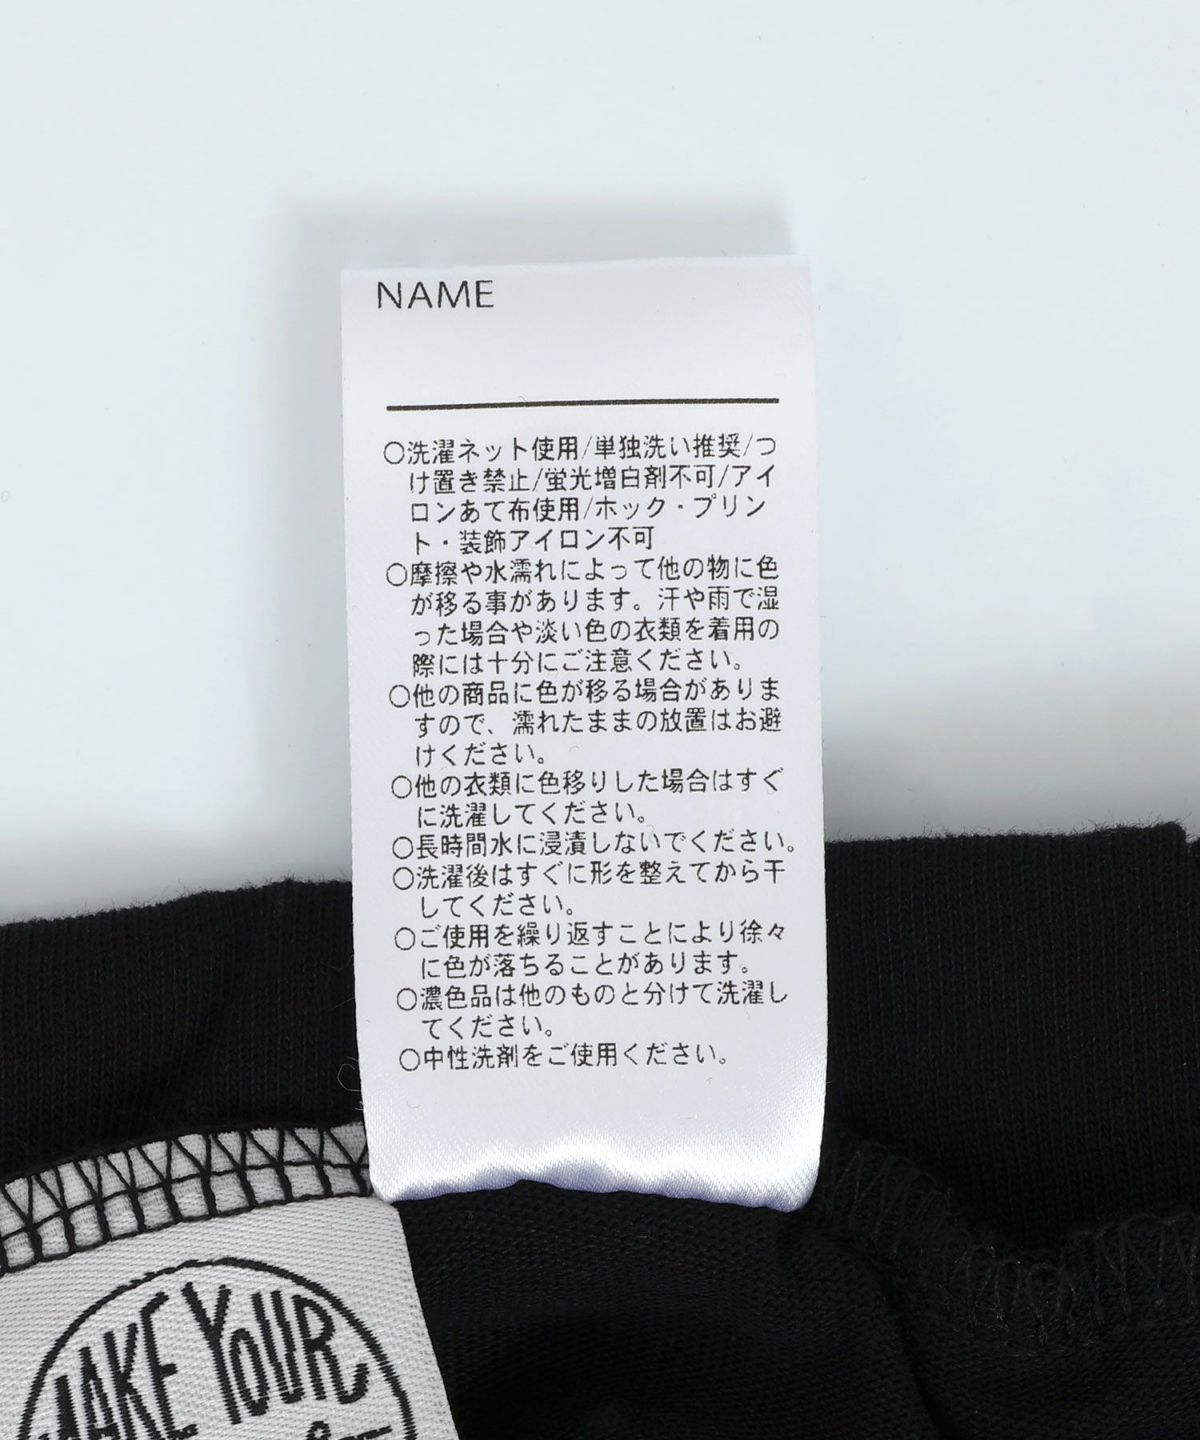 NAME
○洗濯ネット使用/単独洗い推奨/つ
け置き禁止/蛍光増白剤不可/アイ
ロンあて布使用/ホック・プリン
ト・装飾アイロン不可
○摩擦や水濡れによって他の物に色
が移る事があります。汗や雨で湿
った場合や淡い色の衣類を着用の
際には十分にご注意ください。
○他の商品に色が移る場合がありま
すので、濡れたままの放置はお避
けください。
○他の衣類に色移りした場合はすぐ
に洗濯してください。
○長時間水に浸漬しないでください。
○洗濯後はすぐに形を整えてから干
してください。
○ご使用を繰り返すことにより徐々
に色が落ちることがあります。
○濃色品は他のものと分けて洗濯し
てください。
○中性洗剤をご使用ください。
MAKE YOUR